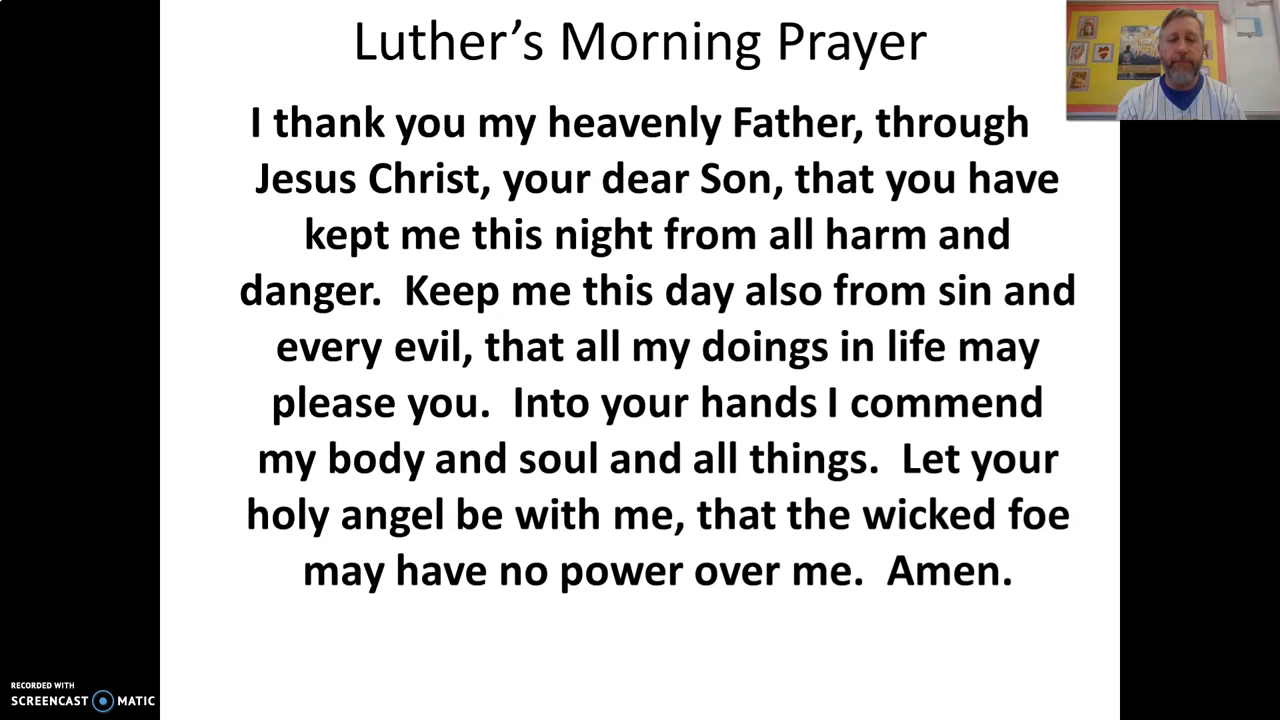 Luther’s Morning Prayer
I thank you my heavenly Father, through
Jesus Christ, your dear Son, that you have
kept me this night from all harm and
danger.  Keep me this day also from sin and
every evil, that all my doings in life may
please you.  Into your hands I commend
my body and soul and all things.  Let your
holy angel be with me, that the wicked foe
may have no power over me.  Amen.
RECORDED WITH
SCREENCAST MATIC